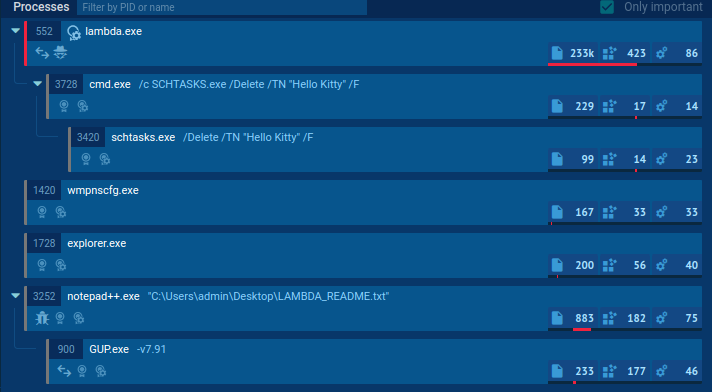 Processes Filter by PID or name Only important
552 lambda.exe
233k 423 86
3728 cmd.exe /c SCHTASKS.exe /Delete /TN "Hello Kitty" /F
229 17 14
3420 schtasks.exe /Delete /TN "Hello Kitty" /F
99 14 23
1420 wmpnscfg.exe
167 33 33
1728 explorer.exe
200 56 40
3252 notepad++.exe "C:\Users\admin\Desktop\LAMBDA_README.txt"
883 182 75
900 GUP.exe -v7.91
233 177 46